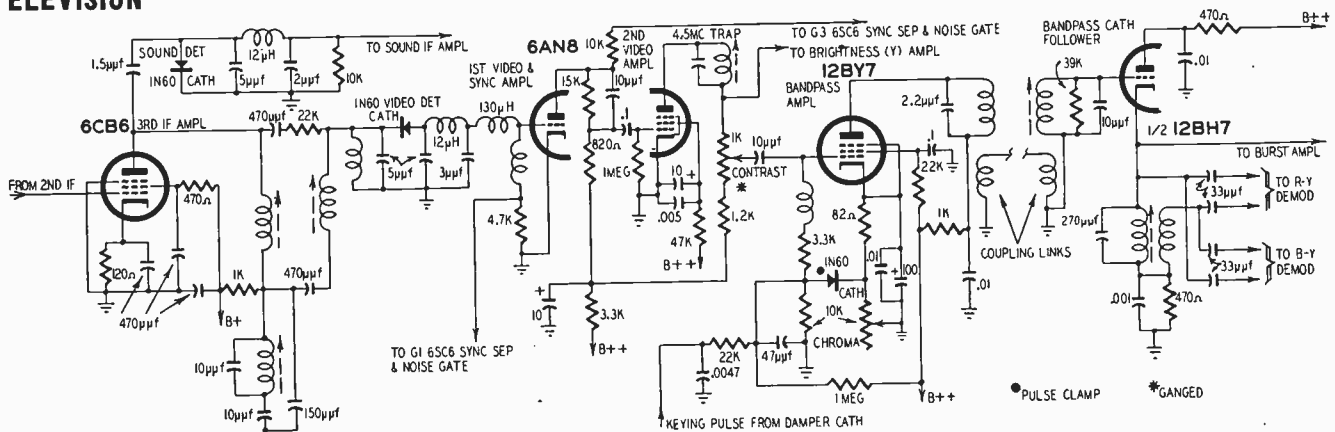 ELEVISION
SOUND DET
1.5µµf
1N60
CATH
12µH
5µµf
2µµf
10K
TO SOUND IF AMPL
6CB6
3RD IF AMPL
470µµf
22K
FROM 2ND IF
470Ω
120Ω
470µµf
1K
B+
470µµf
10µµf
10µµf
150µµf
1N60 VIDEO DET
CATH
5µµf
12µH
3µµf
130µH
1ST VIDEO &
SYNC AMPL
6AN8
4.7K
TO G1 6SC6 SYNC SEP
& NOISE GATE
10K
2ND
VIDEO
AMPL
15K
10µµf
820Ω
.1
1MEG
+
10
3.3K
B++
4.5MC TRAP
TO G3 6SC6 SYNC SEP & NOISE GATE
TO BRIGHTNESS (Y) AMPL
10
+
.005
47K
B++
1K
CONTRAST
*
1.2K
10µµf
12BY7
BANDPASS
AMPL
3.3K
1N60
CATH
82Ω
.01
+
100
10K
CHROMA
22K
47µµf
.0047
1MEG
KEYING PULSE FROM DAMPER CATH
B++
2.2µµf
.1
22K
1K
.01
COUPLING LINKS
BANDPASS CATH
FOLLOWER
39K
10µµf
470Ω
B++
.01
1/2 12BH7
TO BURST AMPL
33µµf
TO R-Y
DEMOD
270µµf
33µµf
TO B-Y
DEMOD
.001
470Ω
●PULSE CLAMP
*GANGED